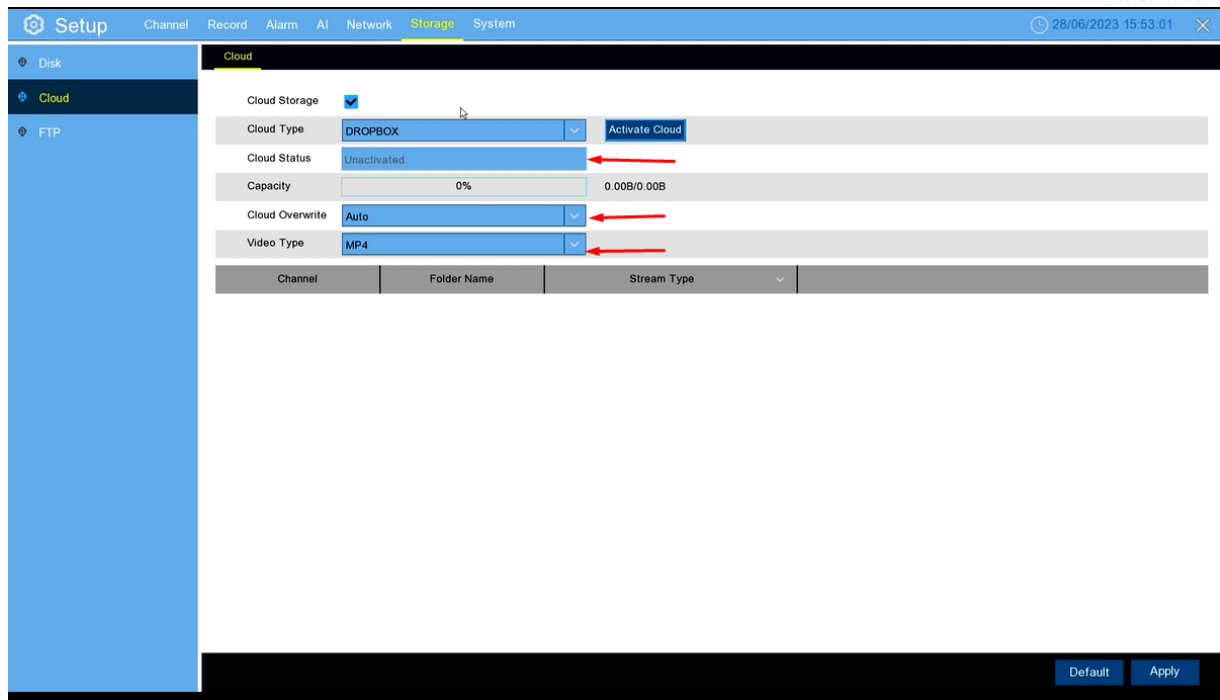 Setup Channel Record Alarm AI Network Storage System 28/06/2023 15:53:01
Disk
Cloud
FTP
Cloud
Cloud Storage
Cloud Type DROPBOX Activate Cloud
Cloud Status Unactivated
Capacity 0% 0.00B/0.00B
Cloud Overwrite Auto
Video Type MP4
Channel Folder Name Stream Type
Default Apply